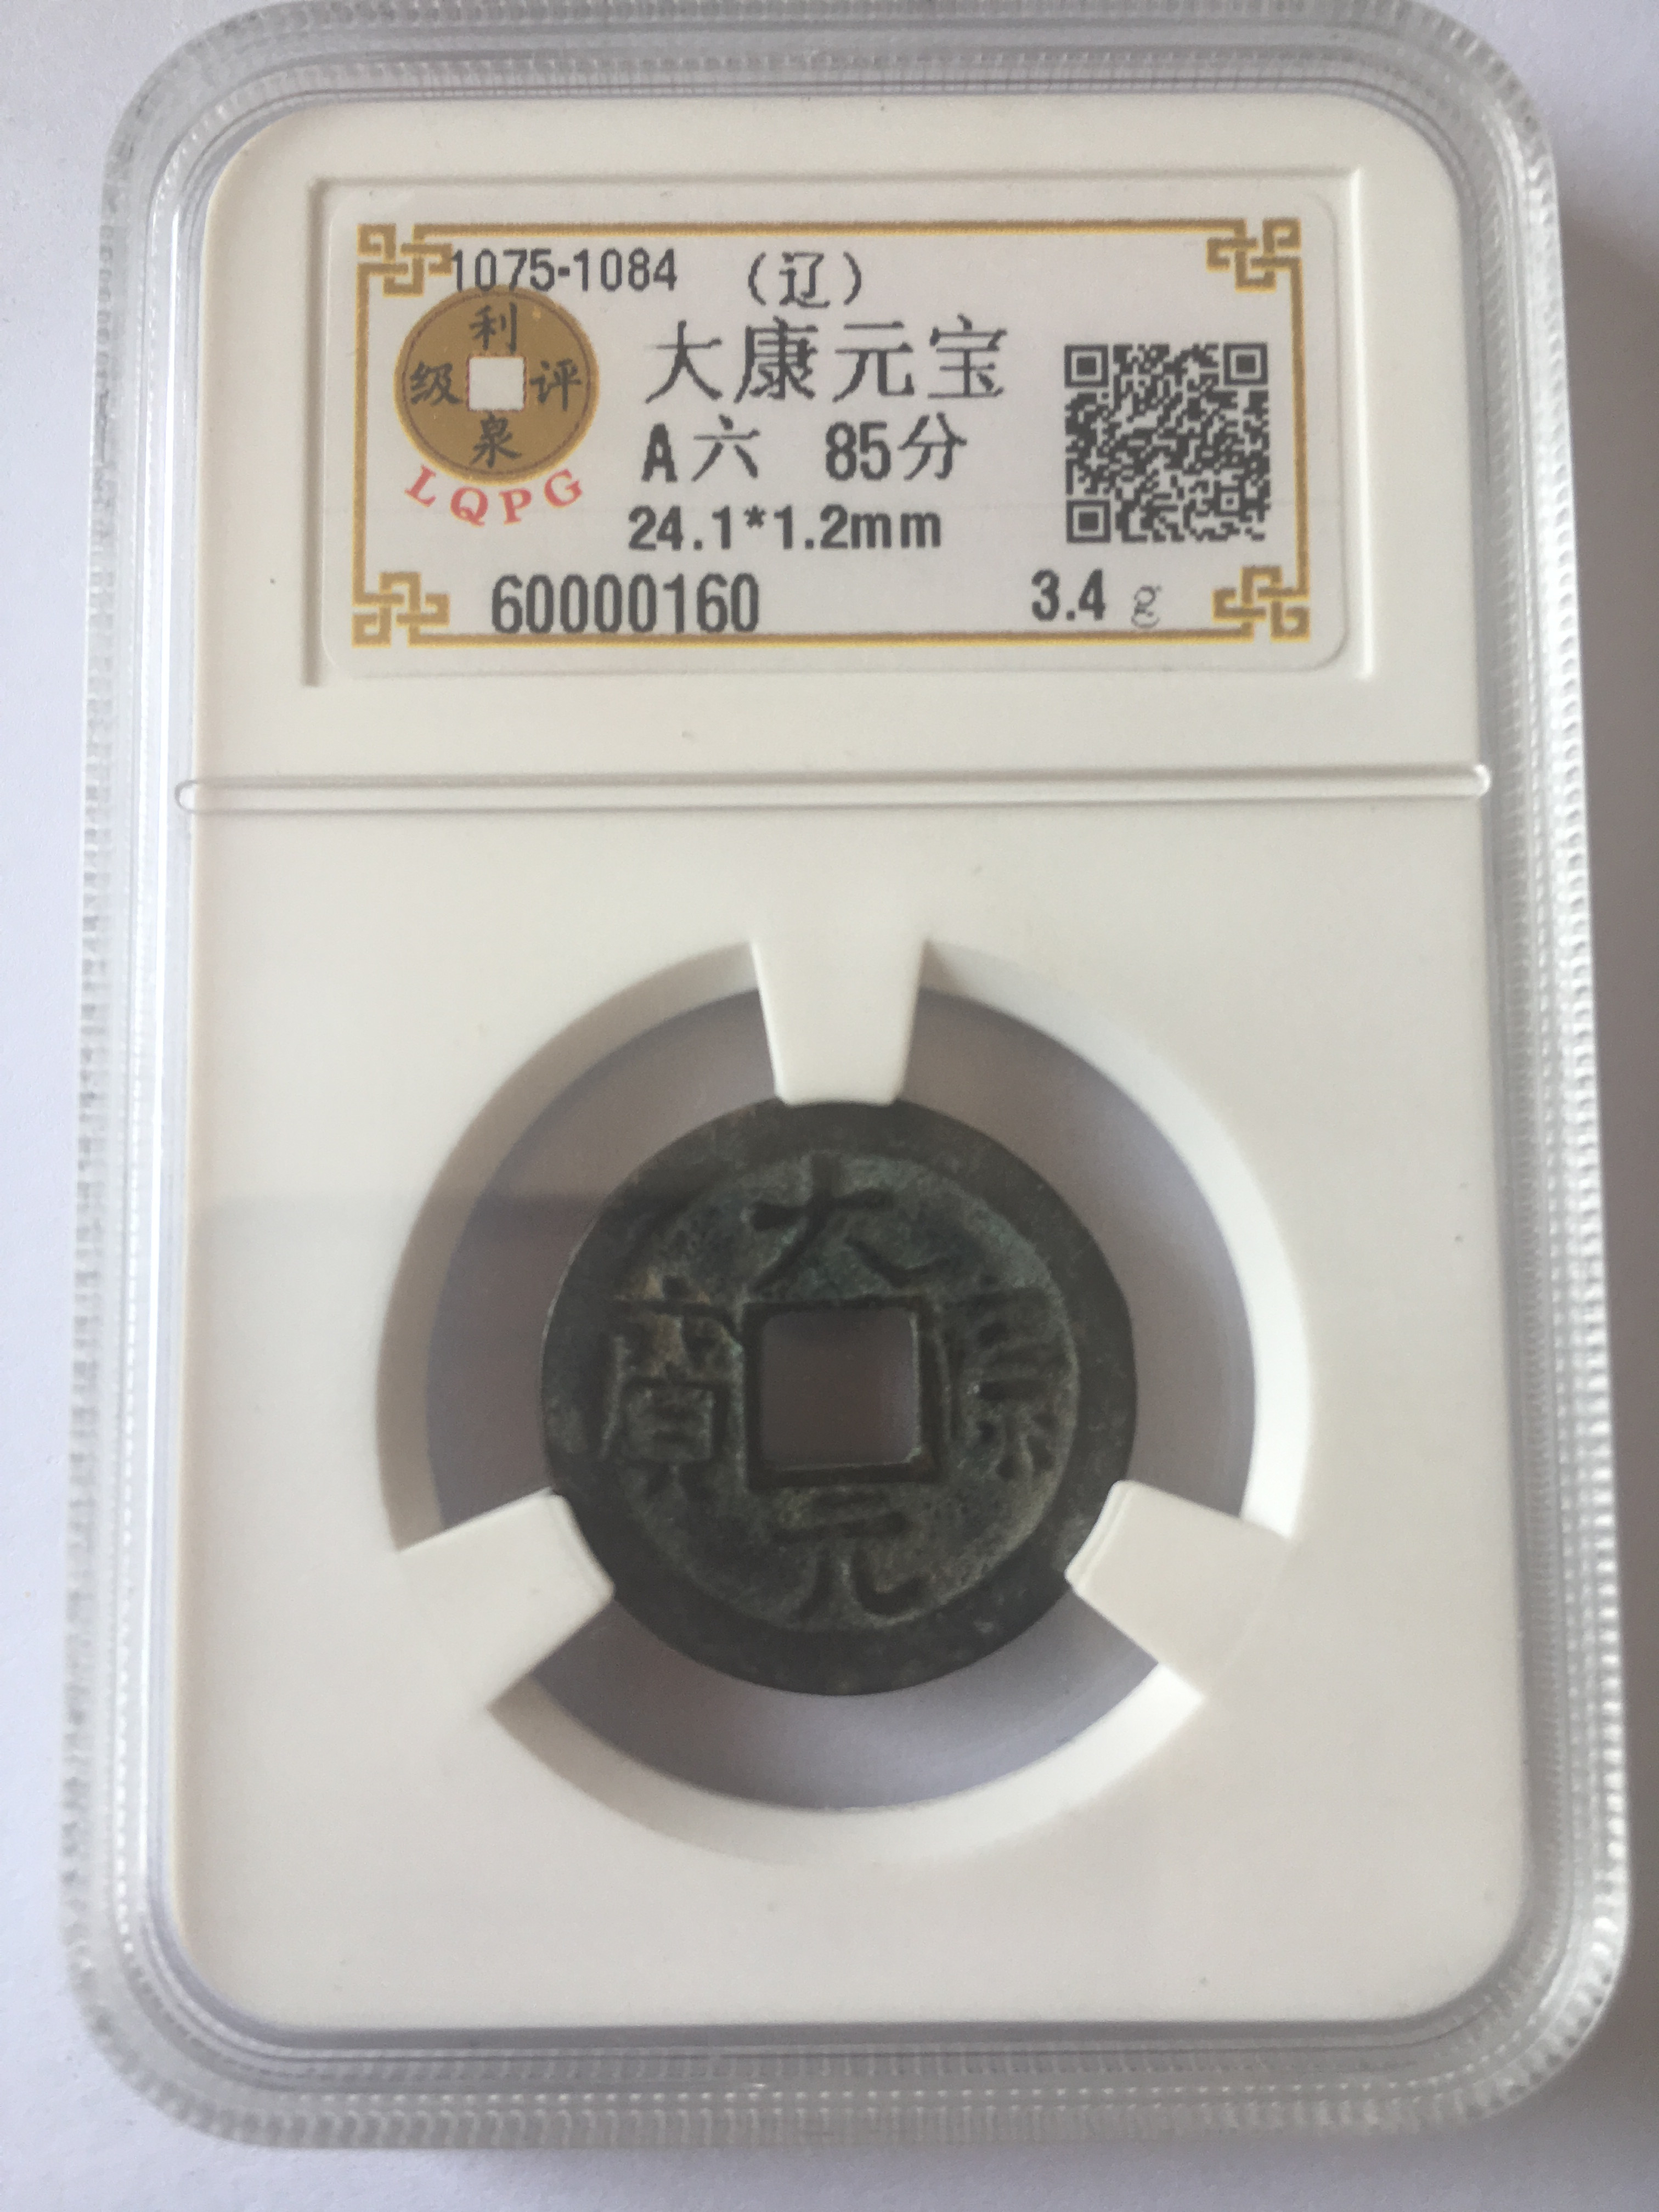 1075-1084 （辽）
利泉评级
LQPG
大康元宝
A六 85分
24.1*1.2mm
60000160 3.4 g
大康元寶